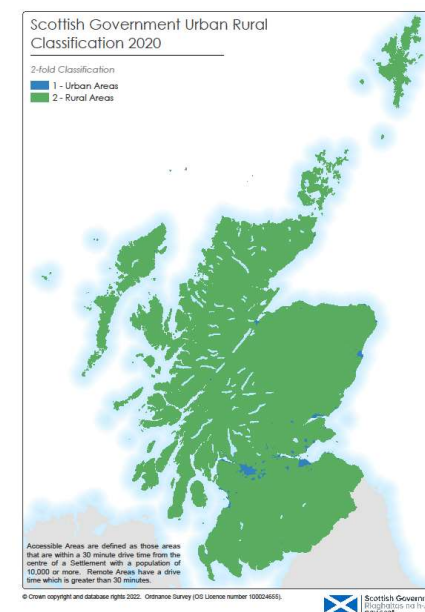 Scottish Government Urban Rural
Classification 2020
2-fold Classification
1 - Urban Areas
2 - Rural Areas
Accessible Areas are defined as those areas
that are within a 30 minute drive time from the
centre of a Settlement with a population of
10,000 or more. Remote Areas have a drive
time which is greater than 30 minutes.
© Crown copyright and database rights 2022. Ordnance Survey (OS Licence number 100024655).
Scottish Govern